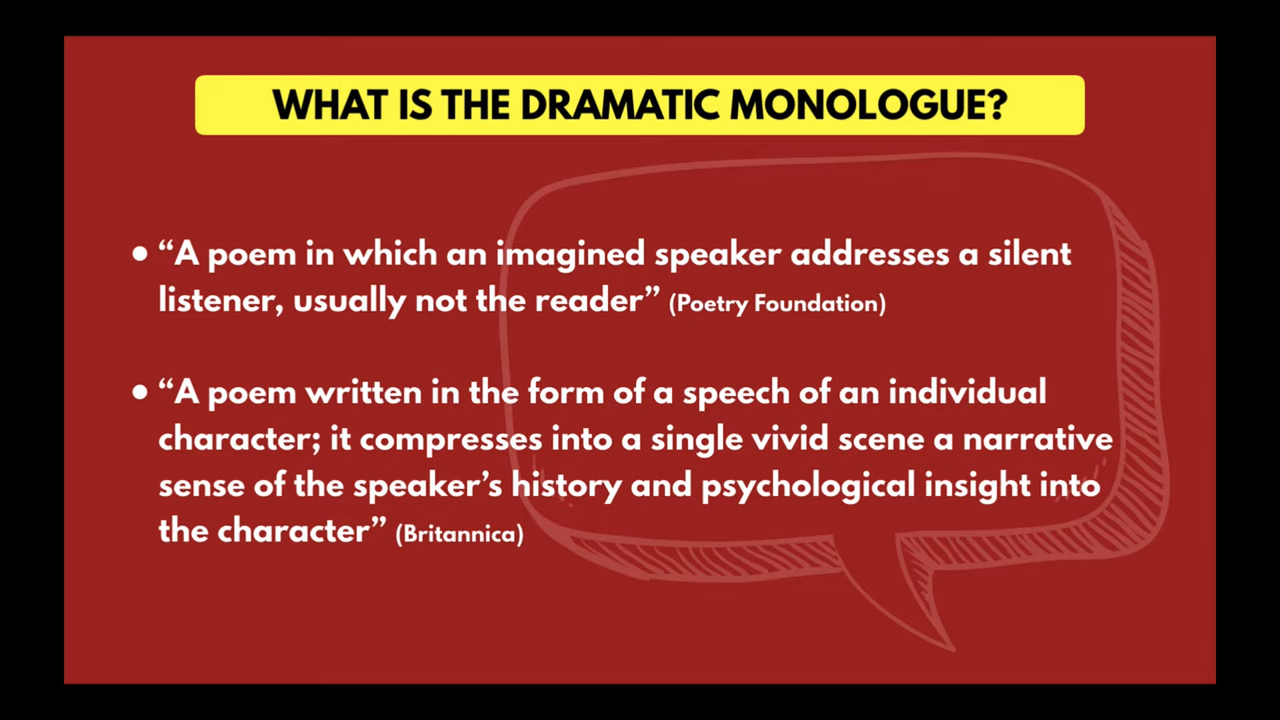 WHAT IS THE DRAMATIC MONOLOGUE?
• “A poem in which an imagined speaker addresses a silent
listener, usually not the reader” (Poetry Foundation)
• “A poem written in the form of a speech of an individual
character; it compresses into a single vivid scene a narrative
sense of the speaker’s history and psychological insight into
the character” (Britannica)